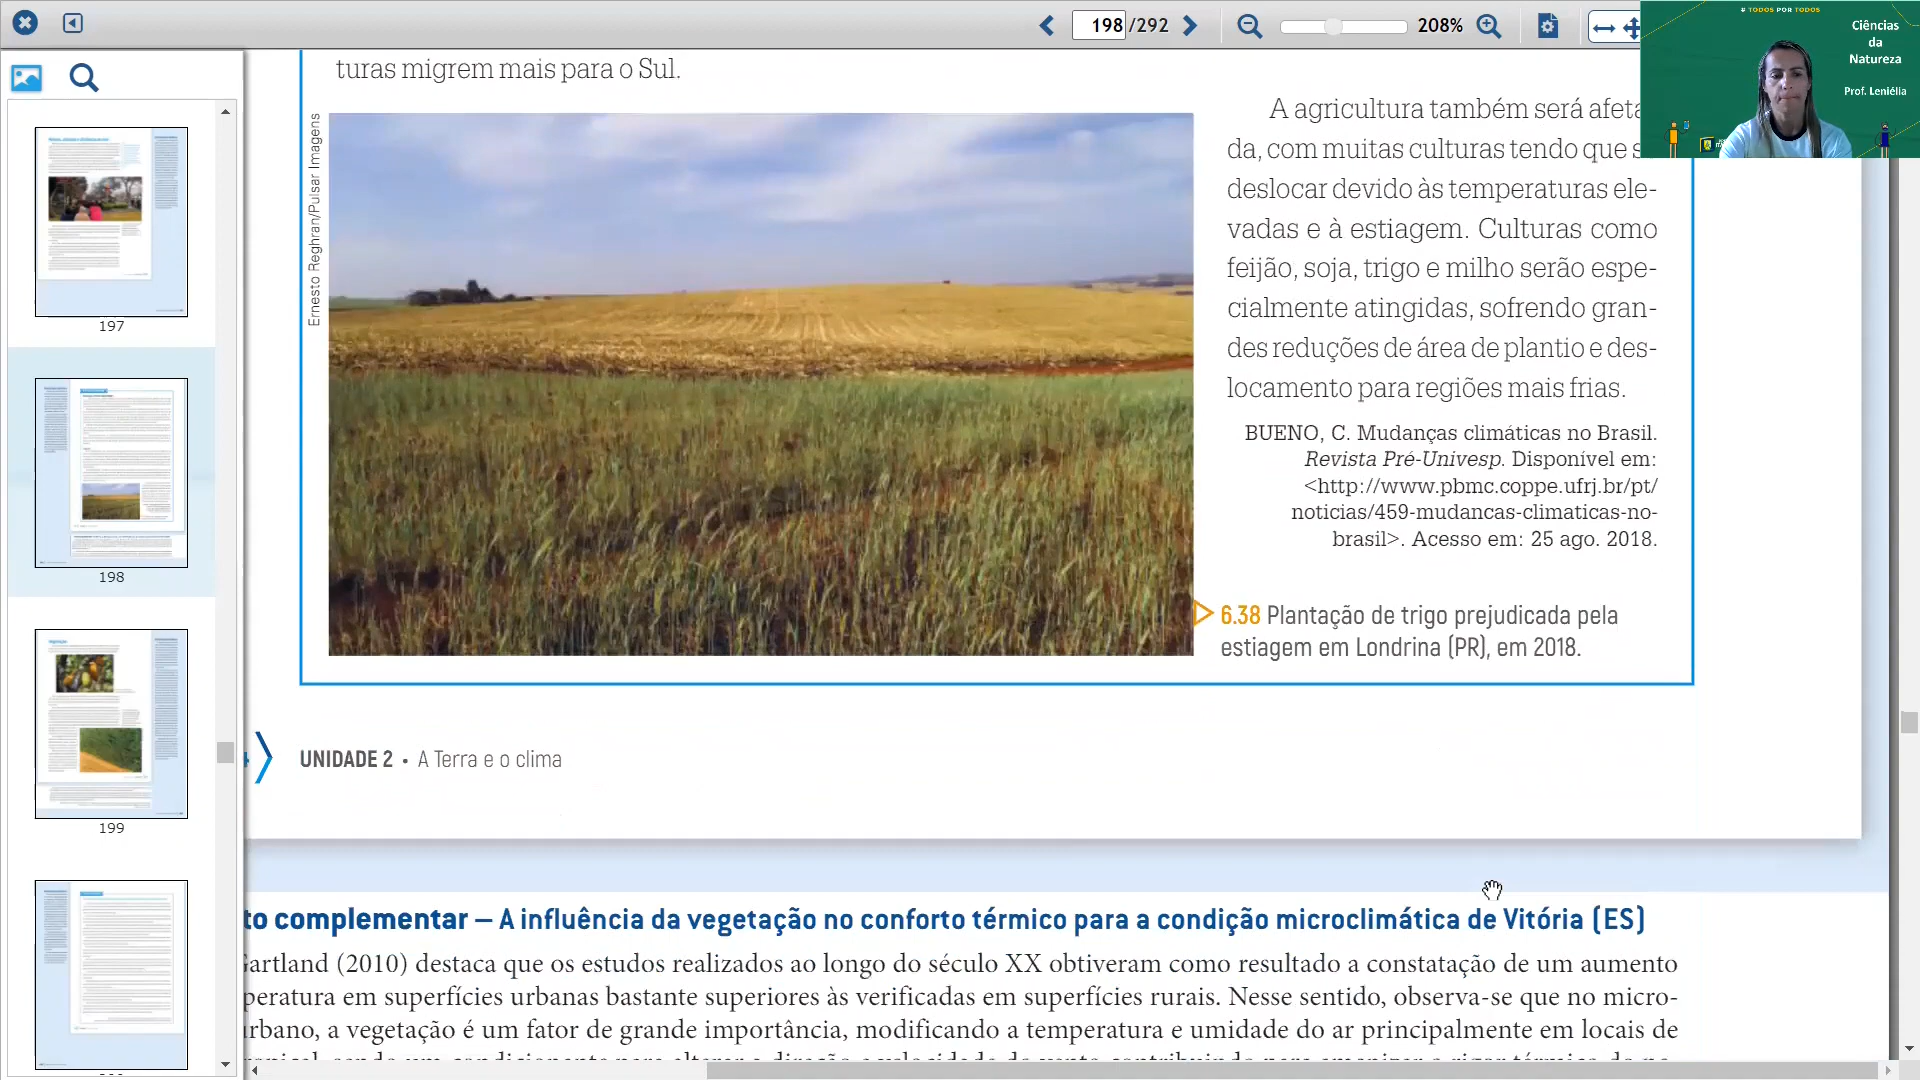 198 /292
208%
# TODOS POR TODOS
Ciências
da
Natureza
Prof. Leniélia
197
198
199
turas migrem mais para o Sul.
Ernesto Reghran/Pulsar Imagens
A agricultura também será afeta-
da, com muitas culturas tendo que
deslocar devido às temperaturas ele-
vadas e à estiagem. Culturas como
feijão, soja, trigo e milho serão espe-
cialmente atingidas, sofrendo gran-
des reduções de área de plantio e des-
locamento para regiões mais frias.
BUENO, C. Mudanças climáticas no Brasil.
Revista Pré-Univesp. Disponível em:
<http://www.pbmc.coppe.ufrj.br/pt/
noticias/459-mudancas-climaticas-no-
brasil>. Acesso em: 25 ago. 2018.
6.38 Plantação de trigo prejudicada pela
estiagem em Londrina (PR), em 2018.
UNIDADE 2 • A Terra e o clima
to complementar – A influência da vegetação no conforto térmico para a condição microclimática de Vitória (ES)
Gartland (2010) destaca que os estudos realizados ao longo do século XX obtiveram como resultado a constatação de um aumento
peratura em superfícies urbanas bastante superiores às verificadas em superfícies rurais. Nesse sentido, observa-se que no micro-
urbano, a vegetação é um fator de grande importância, modificando a temperatura e umidade do ar principalmente em locais de